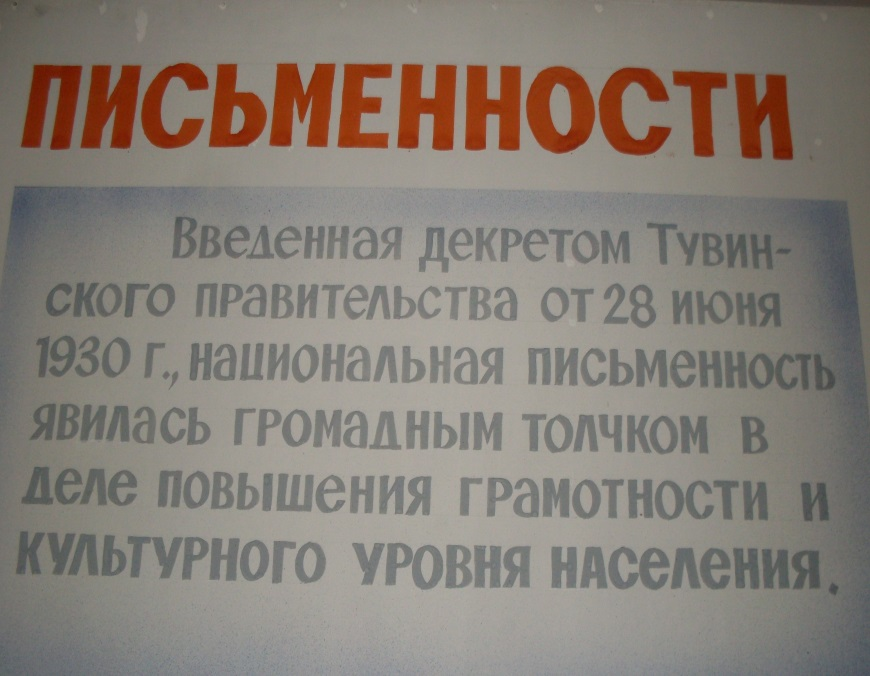 ПИСЬМЕННОСТИ
Введенная декретом Тувин-
ского правительства от 28 июня
1930 г., национальная письменность
явилась громадным толчком в
деле повышения грамотности и
культурного уровня населения.